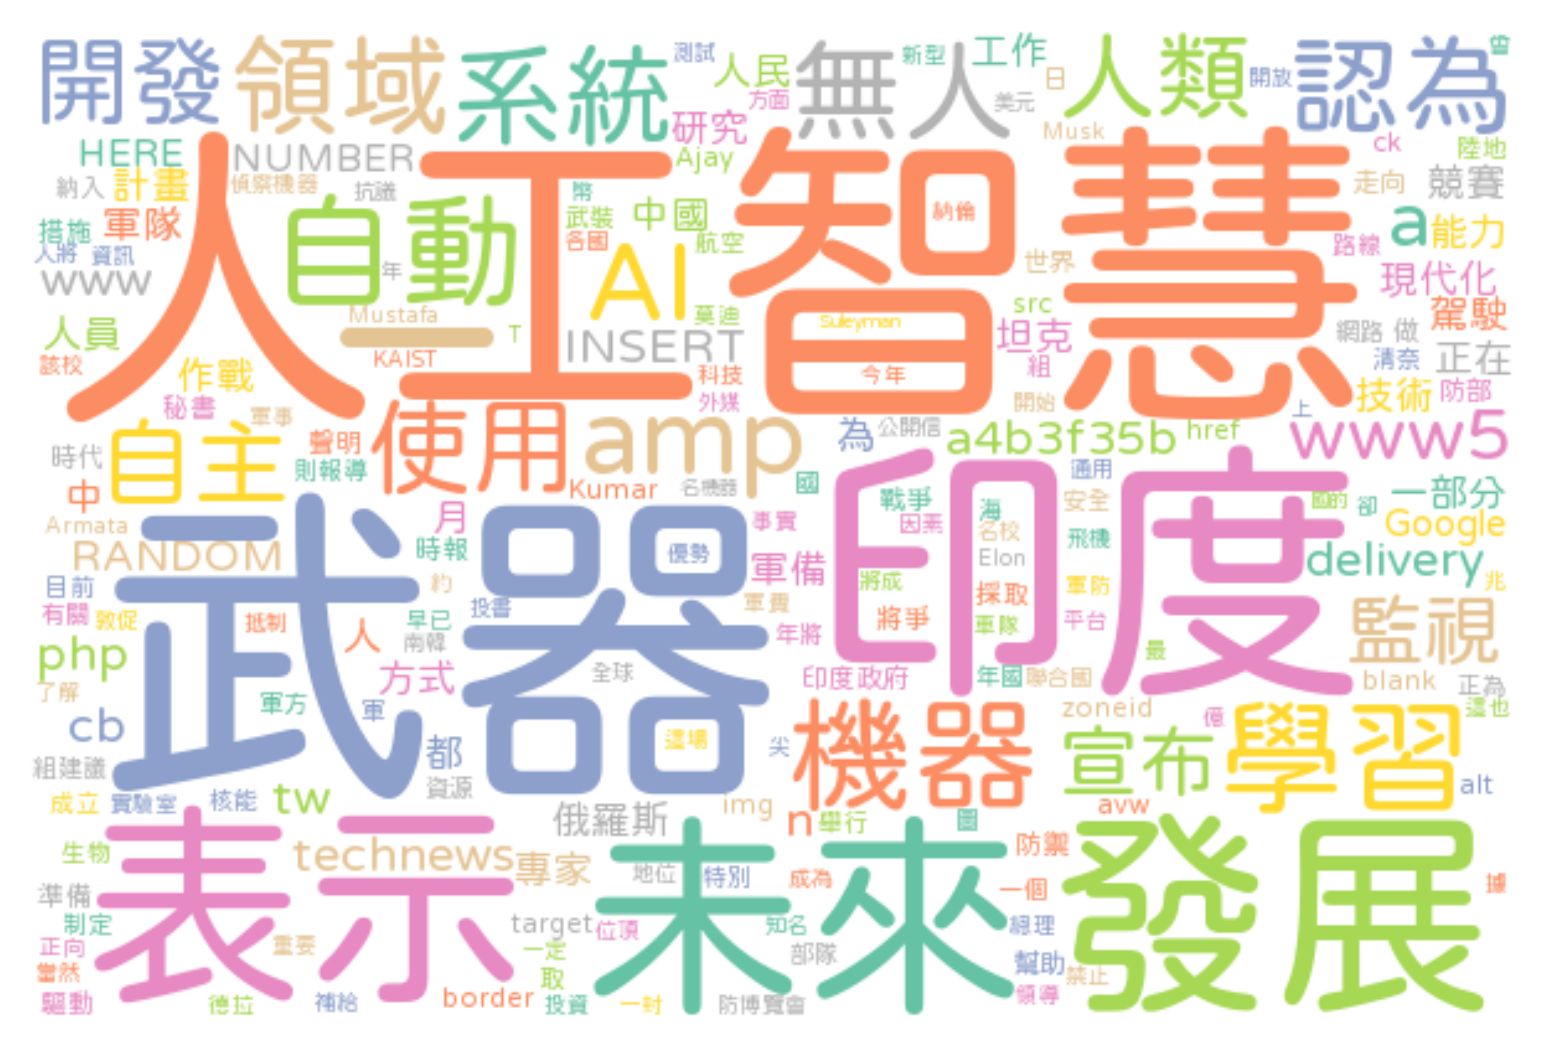 開發 領域 系統 測試 人民 方面 無人 新型 工作 美元 日 人類 開放 認為 曾
HERE NUMBER 研究 Ajay Musk ck 陸地
納入 計畫 偵察機器 抗議 幣 走向 競賽
人工智慧
措施 軍隊 自動 武裝 中國 納倫 a 能力
人將 資訊 各國 航空 路線
www 年 AI 世界 現代化
人員 Mustafa T 莫迪 Suleyman src 駕駛
一 INSERT 坦克 網路 做
該校 KAIST 科技 今年 一組 清奈 正在
作戰 外媒 開始 上 技術 防部
秘書 軍事
時代 自主 聲明 使用 amp 為 公開信 a4b3f35b href www5
中 則報導 Kumar 名機器 國 印度 通用
戰爭 海 安全 國的 卻 一部分
Armata 武器 月 事實 因素 名校 Google
RANDOM 時報 優勢 軍備 Elon 飛機 delivery
目前 約 將成 採取 軍防 兆
有關 敦促 抵制 早已 投書 軍費 將爭 車隊 平台 監視
php 人 南韓 年將 最
了解 方式 全球 印度政府 年國 聯合國 blank 正為
cb 軍方 軍 機器 zoneid 億 學習 這也
組建議 都 這場 尖 宣布
成立 實驗室 核能 tw 資源 img avw alt
表示 俄羅斯 n 舉行 圖 發展
生物 technews 專家 未來 防禦
準備 地位 特別 成為 一個 據
制定 target 位頃 知名 總理
正向 重要 一定 部隊
當然 取 幫助 禁止
驅動 德拉 補給 border 投資 一封 防博覽會 領導